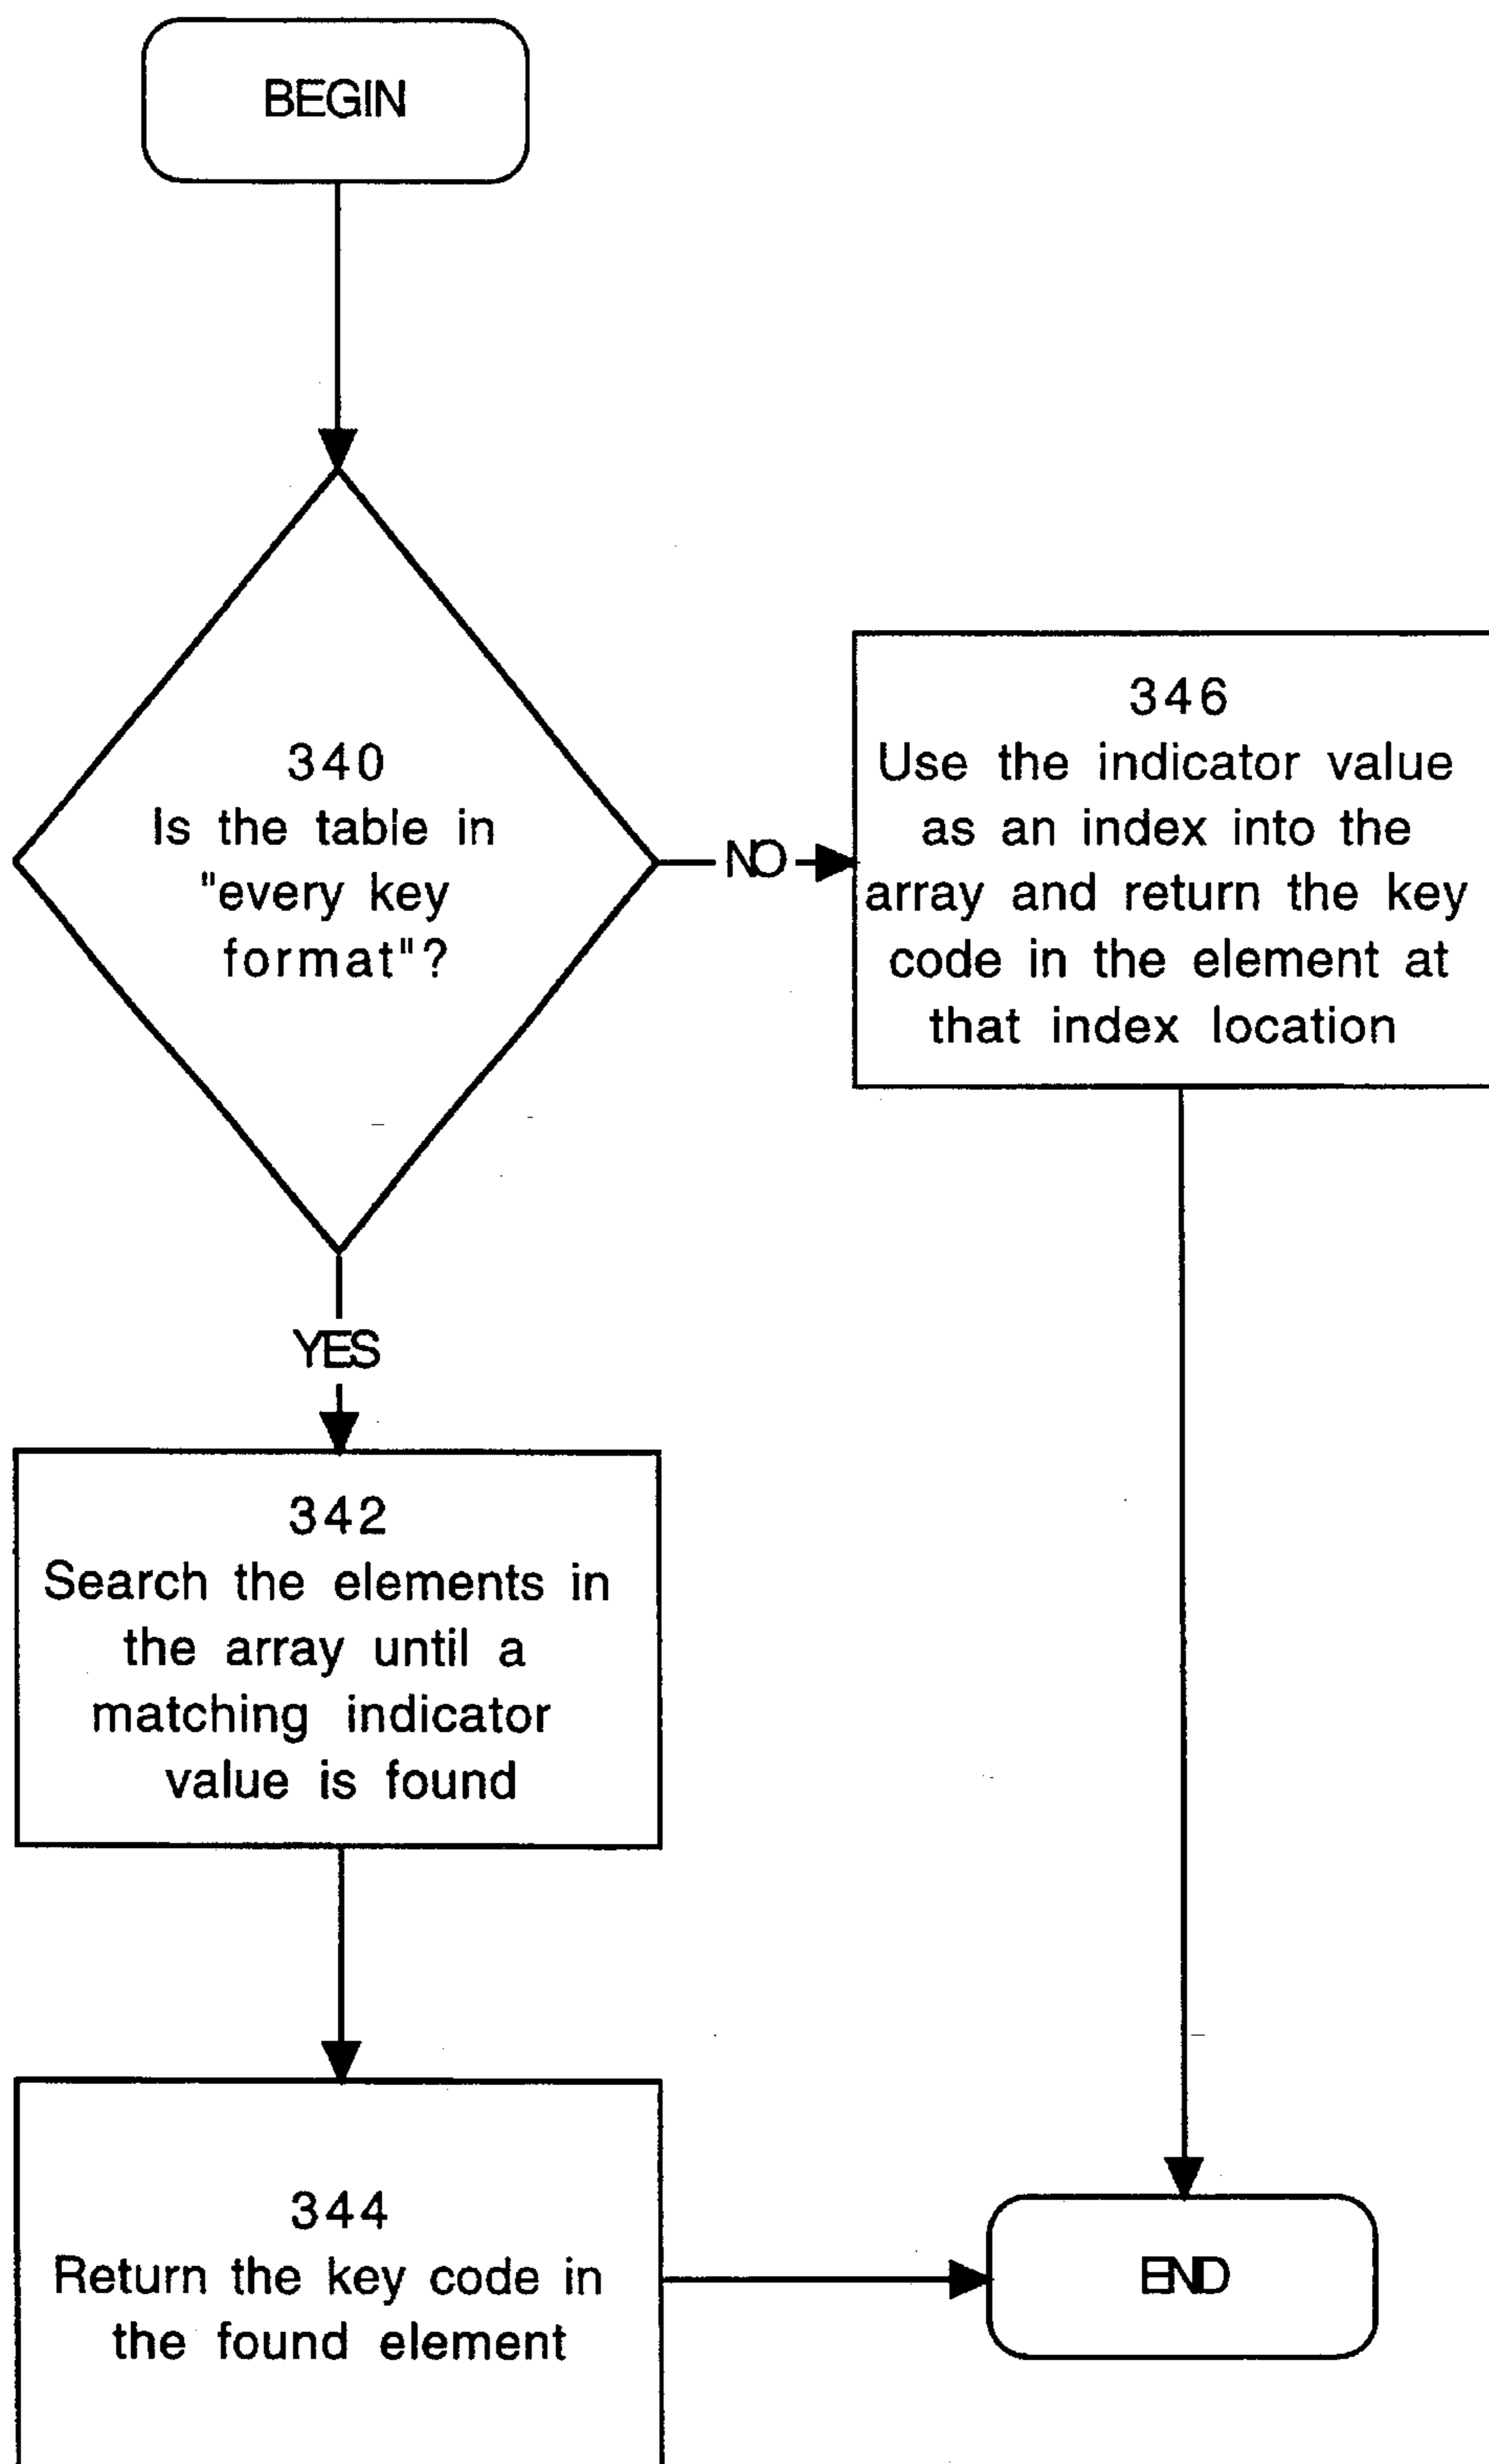 BEGIN
340
Is the table in
"every key
format"?
NO
346
Use the indicator value
as an index into the
array and return the key
code in the element at
that index location
YES
342
Search the elements in
the array until a
matching indicator
value is found
344
Return the key code in
the found element
END